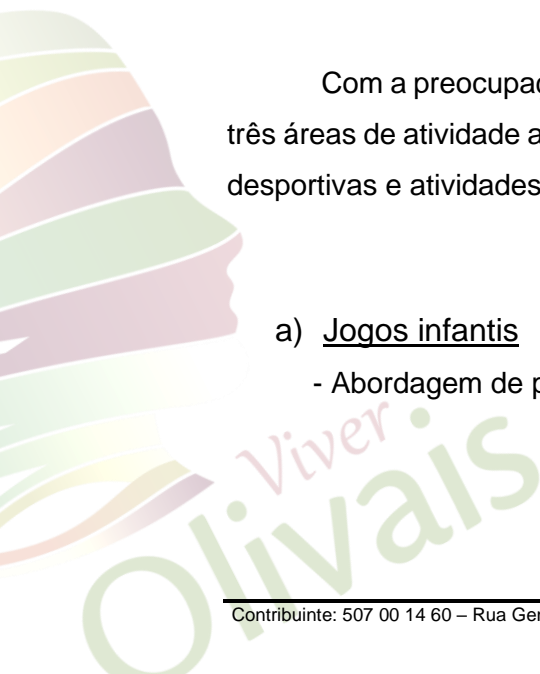 Com a preocupaç
três áreas de atividade a
desportivas e atividades
a) Jogos infantis
- Abordagem de p
Viver
Olivais
Contribuinte: 507 00 14 60 – Rua Ger